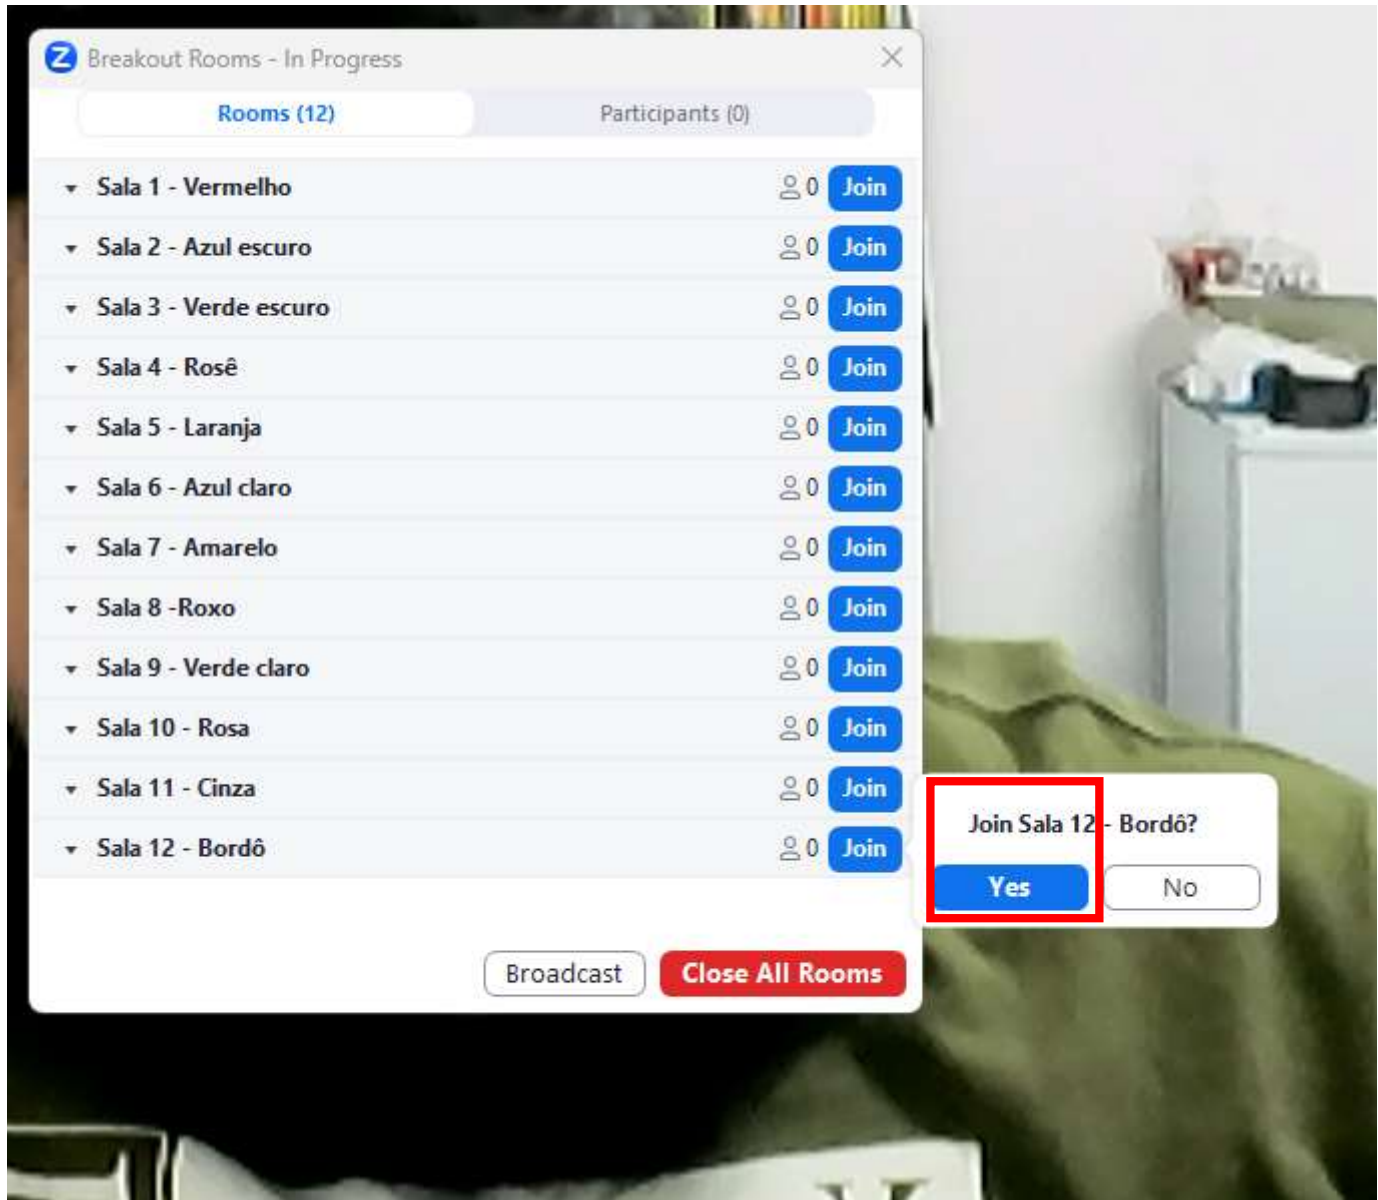 Breakout Rooms - In Progress
Rooms (12) Participants (0)
Sala 1 - Vermelho 0 Join
Sala 2 - Azul escuro 0 Join
Sala 3 - Verde escuro 0 Join
Sala 4 - Rosê 0 Join
Sala 5 - Laranja 0 Join
Sala 6 - Azul claro 0 Join
Sala 7 - Amarelo 0 Join
Sala 8 -Roxo 0 Join
Sala 9 - Verde claro 0 Join
Sala 10 - Rosa 0 Join
Sala 11 - Cinza 0 Join
Sala 12 - Bordô 0 Join
Join Sala 12 - Bordô?
Yes No
Broadcast Close All Rooms